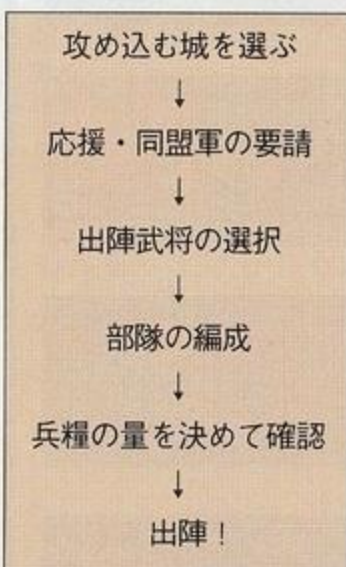 攻め込む城を選ぶ
↓
応援・同盟軍の要請
↓
出陣武将の選択
↓
部隊の編成
↓
兵糧の量を決めて確認
↓
出陣！